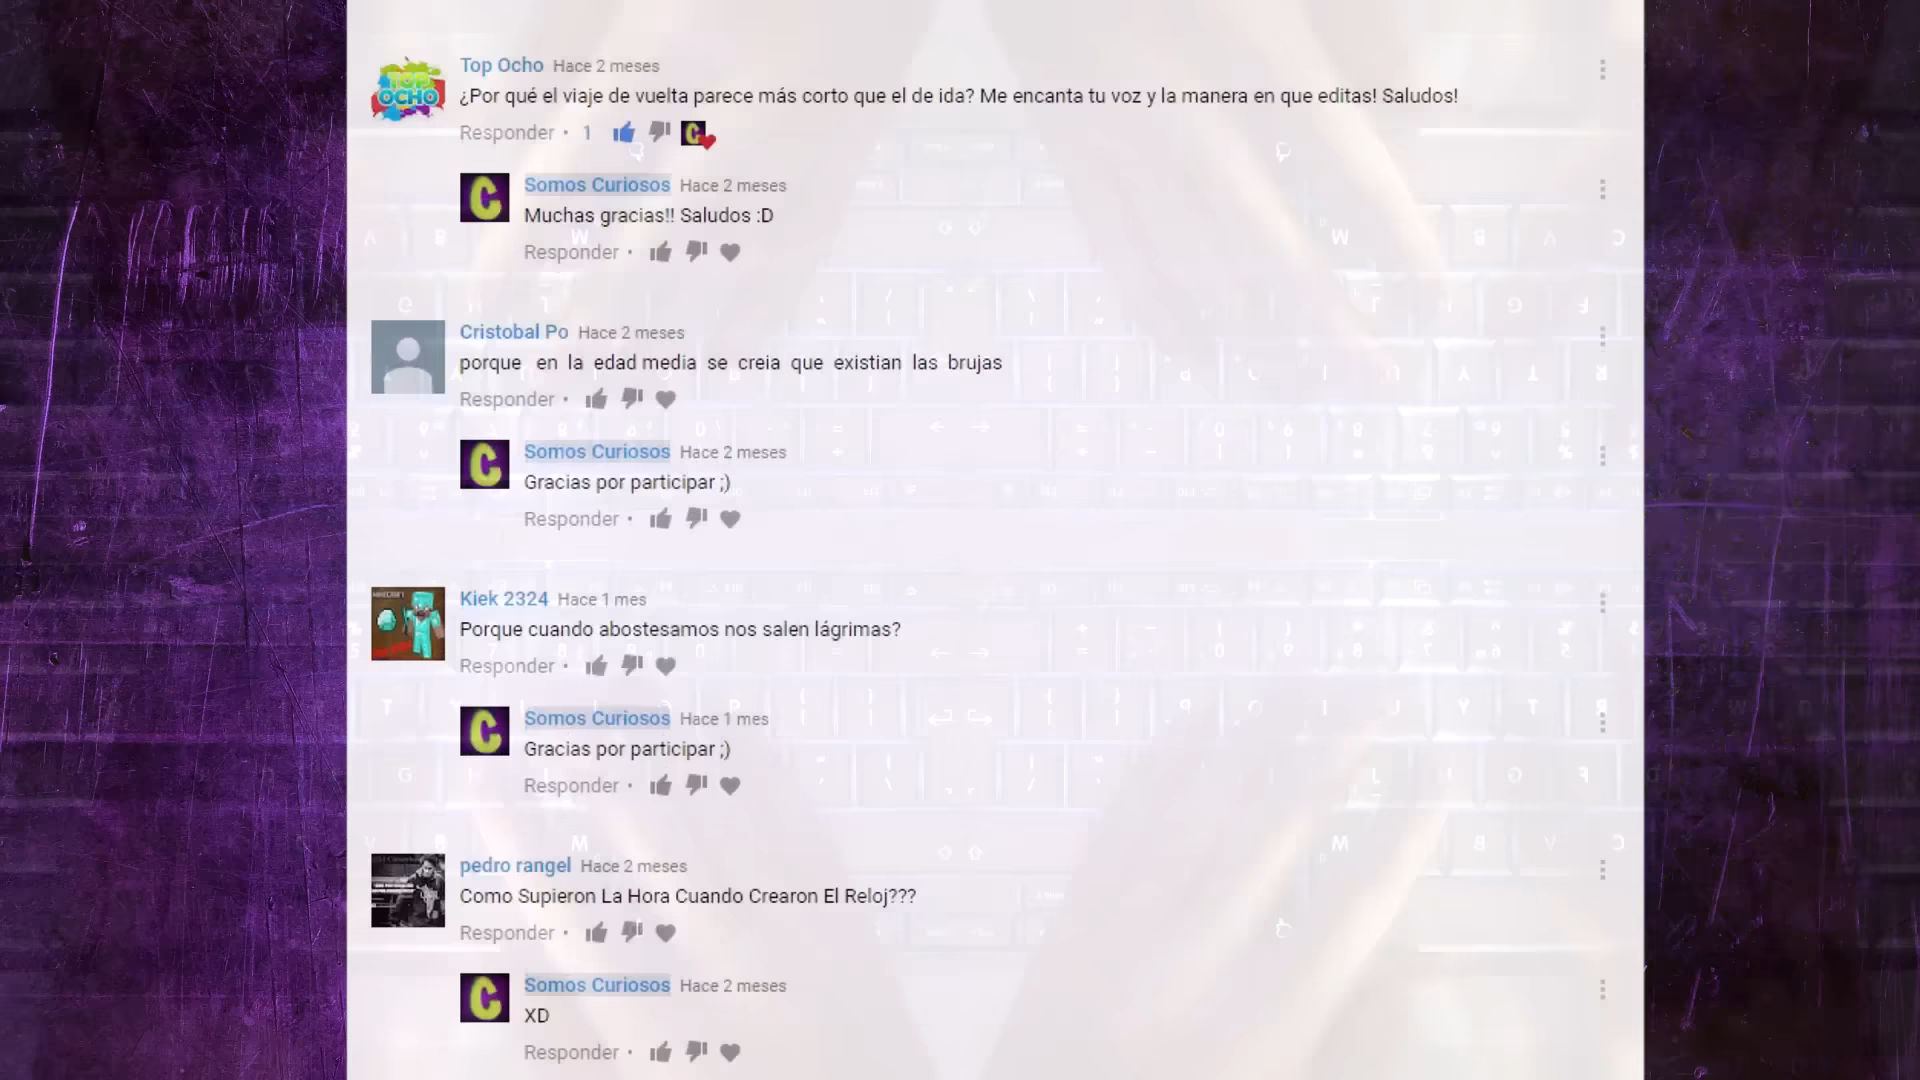 TOP OCHO
Top Ocho Hace 2 meses
¿Por qué el viaje de vuelta parece más corto que el de ida? Me encanta tu voz y la manera en que editas! Saludos!
Responder · 1
C
C
Somos Curiosos Hace 2 meses
Muchas gracias!! Saludos :D
Responder ·
Cristobal Po Hace 2 meses
porque en la edad media se creia que existian las brujas
Responder ·
C
Somos Curiosos Hace 2 meses
Gracias por participar ;)
Responder ·
MINECRAFT
Kiek 2324 Hace 1 mes
Porque cuando abostesamos nos salen lágrimas?
Responder ·
C
Somos Curiosos Hace 1 mes
Gracias por participar ;)
Responder ·
pedro rangel Hace 2 meses
Como Supieron La Hora Cuando Crearon El Reloj???
Responder ·
C
Somos Curiosos Hace 2 meses
XD
Responder ·